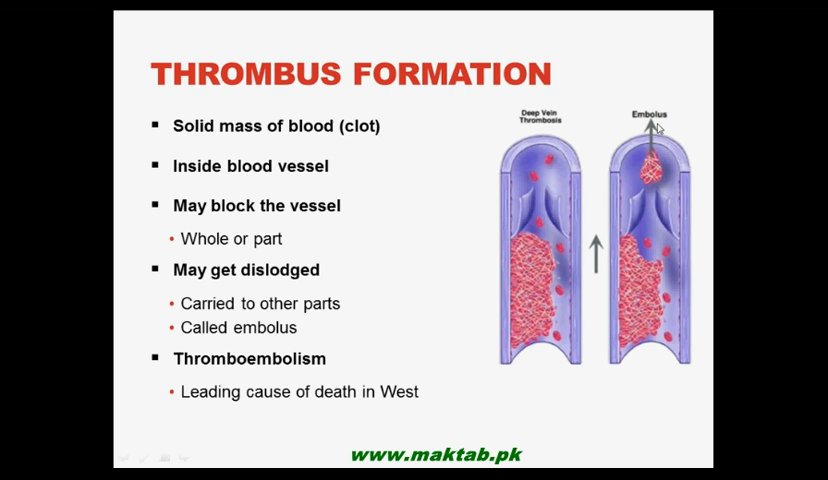 THROMBUS FORMATION
▪ Solid mass of blood (clot)
▪ Inside blood vessel
▪ May block the vessel
• Whole or part
▪ May get dislodged
• Carried to other parts
• Called embolus
▪ Thromboembolism
• Leading cause of death in West
Deep Vein
Thrombosis
Embolus
www.maktab.pk